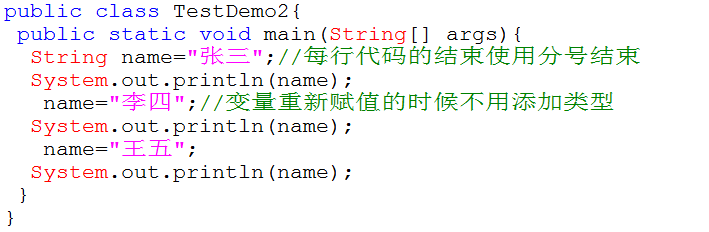 public class TestDemo2{
public static void main(String[] args){
String name="张三";//每行代码的结束使用分号结束
System.out.println(name);
name="李四";//变量重新赋值的时候不用添加类型
System.out.println(name);
name="王五";
System.out.println(name);
}
}